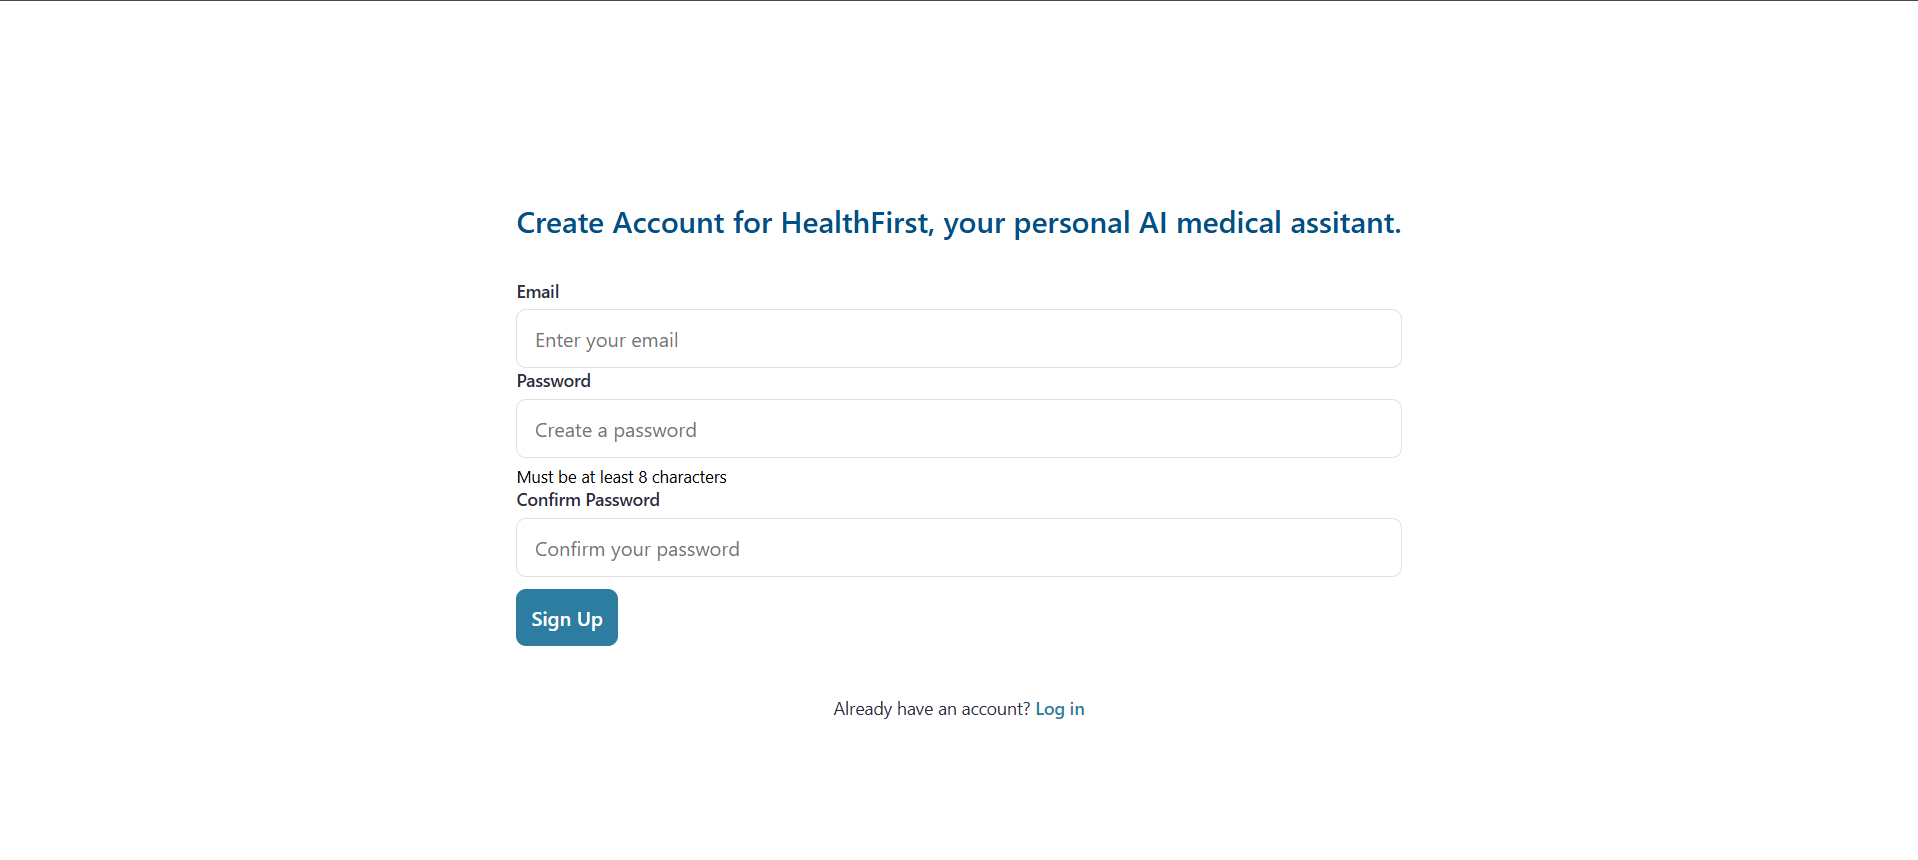 Create Account for HealthFirst, your personal AI medical assitant.
Email
Enter your email
Password
Create a password
Must be at least 8 characters
Confirm Password
Confirm your password
Sign Up
Already have an account? Log in